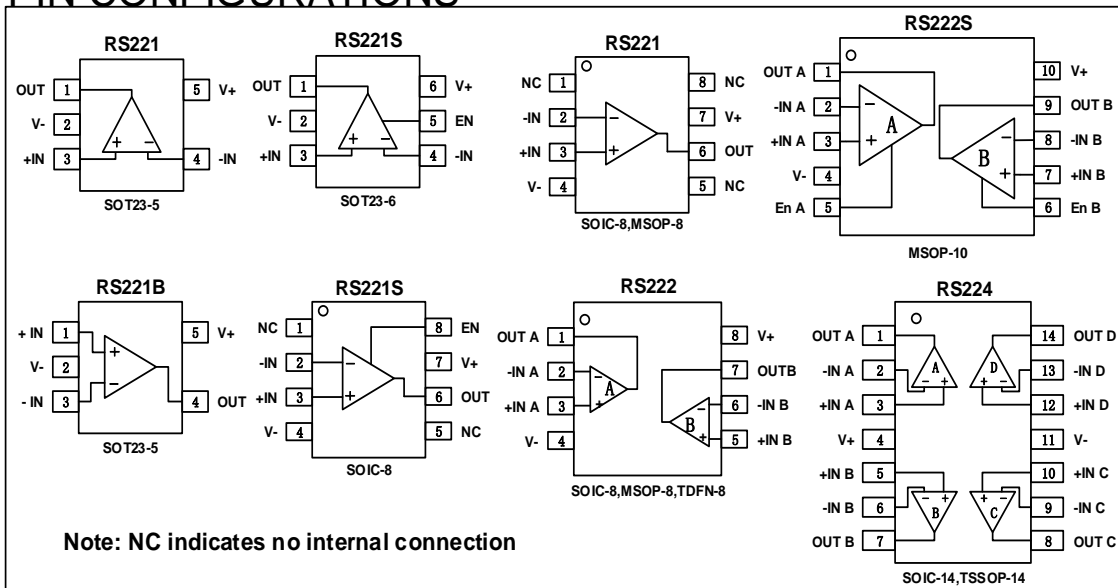 PIN CONFIGURATIONS
RS221
OUT 1 5 V+
V- 2
+ -
+IN 3 4 -IN
SOT23-5
RS221S
OUT 1 6 V+
V- 2 5 EN
+ -
+IN 3 4 -IN
SOT23-6
RS221
NC 1 8 NC
-IN 2 - 7 V+
+IN 3 + 6 OUT
V- 4 5 NC
SOIC-8,MSOP-8
RS222S
OUT A 1 10 V+
-IN A 2 - 9 OUT B
A
+IN A 3 + - 8 -IN B
B
V- 4 + 7 +IN B
En A 5 6 En B
MSOP-10
RS221B
+ IN 1 + 5 V+
V- 2
- IN 3 - 4 OUT
SOT23-5
RS221S
NC 1 8 EN
-IN 2 - 7 V+
+IN 3 + 6 OUT
V- 4 5 NC
SOIC-8
RS222
OUT A 1 8 V+
-IN A 2 - 7 OUTB
A
+IN A 3 + - 6 -IN B
B
V- 4 + 5 +IN B
SOIC-8,MSOP-8,TDFN-8
RS224
OUT A 1 14 OUT D
A D
-IN A 2 - + + - 13 -IN D
+IN A 3 12 +IN D
V+ 4 11 V-
+IN B 5 10 +IN C
-IN B 6 - + + - 9 -IN C
B C
OUT B 7 8 OUT C
SOIC-14,TSSOP-14
Note: NC indicates no internal connection